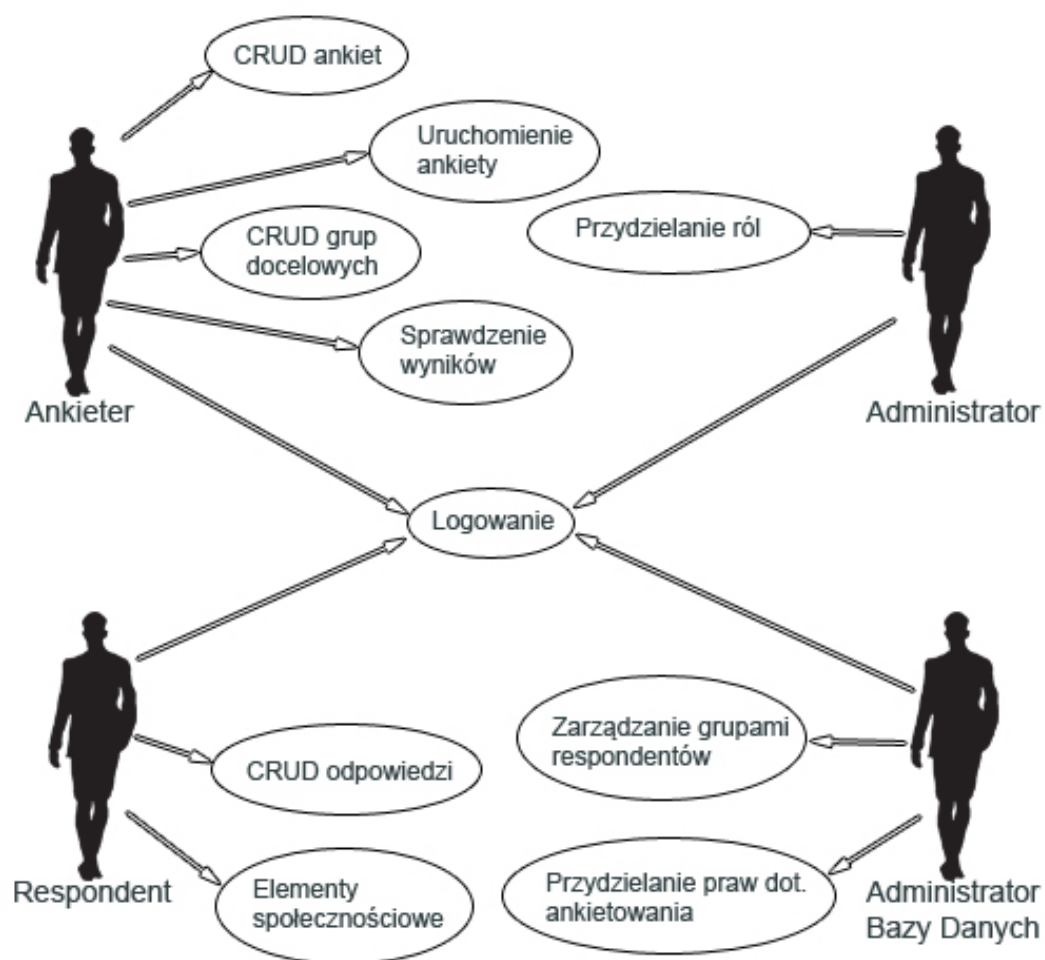 CRUD ankiet
Uruchomienie
ankiety
Przydzielanie ról
CRUD grup
docelowych
Sprawdzenie
wyników
Ankieter
Administrator
Logowanie
Zarządzanie grupami
respondentów
CRUD odpowiedzi
Respondent
Elementy
społecznościowe
Przydzielanie praw dot.
ankietowania
Administrator
Bazy Danych